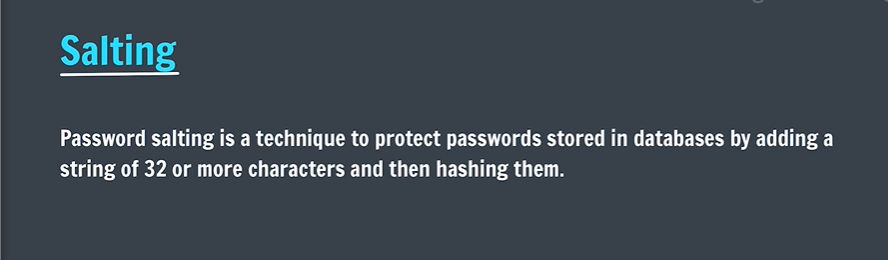 Salting
Password salting is a technique to protect passwords stored in databases by adding a
string of 32 or more characters and then hashing them.